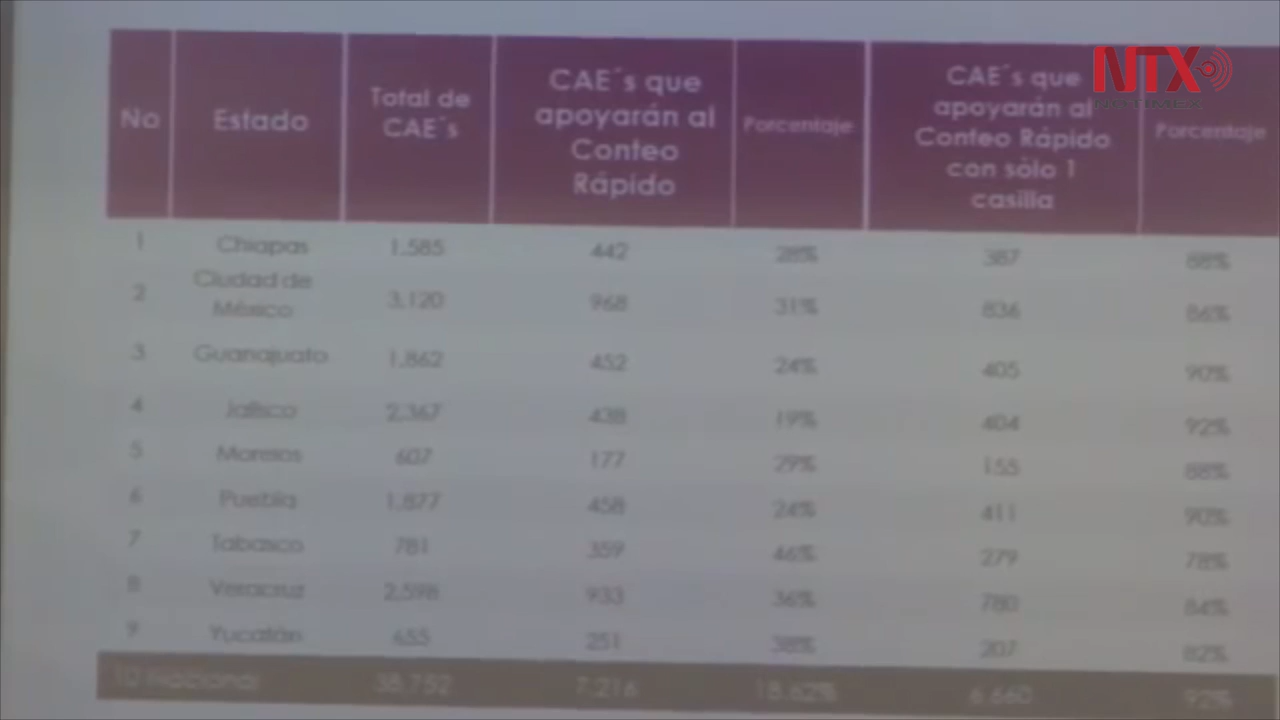 NTX
NOTIMEX
No Estado Total de CAE´s CAE´s que apoyarán al Conteo Rápido Porcentaje CAE´s que apoyarán al Conteo Rápido con sólo 1 casilla Porcentaje
1 Chiapas 1,585 442 28% 387 88%
2 Ciudad de México 3,120 968 31% 836 86%
3 Guanajuato 1,862 452 24% 405 90%
4 Jalisco 2,367 438 19% 404 92%
5 Morelos 607 177 29% 155 88%
6 Puebla 1,877 458 24% 411 90%
7 Tabasco 781 359 46% 279 78%
8 Veracruz 2,598 933 36% 780 84%
9 Yucatán 655 251 38% 207 82%
10 Nacional 38,752 7,216 18.62% 6,660 92%